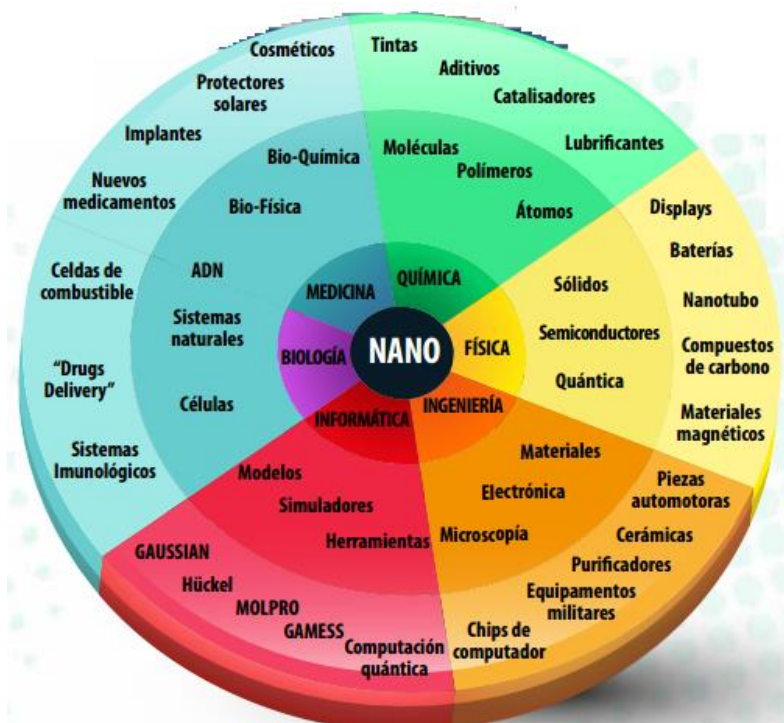 NANO
MEDICINA
QUÍMICA
FÍSICA
INGENIERÍA
INFORMÁTICA
BIOLOGÍA
Cosméticos
Protectores
solares
Implantes
Nuevos
medicamentos
Bio-Química
Bio-Física
Tintas
Aditivos
Catalisadores
Lubrificantes
Moléculas
Polímeros
Átomos
Displays
Baterías
Nanotubo
Compuestos
de carbono
Materiales
magnéticos
Sólidos
Semiconductores
Quántica
Materiales
Electrónica
Microscopía
Piezas
automotoras
Cerámicas
Purificadores
Equipamentos
militares
Chips de
computador
Modelos
Simuladores
Herramientas
GAUSSIAN
Hückel
MOLPRO
GAMESS
Computación
quántica
ADN
Sistemas
naturales
Células
Celdas de
combustible
“Drugs
Delivery”
Sistemas
Imunológicos